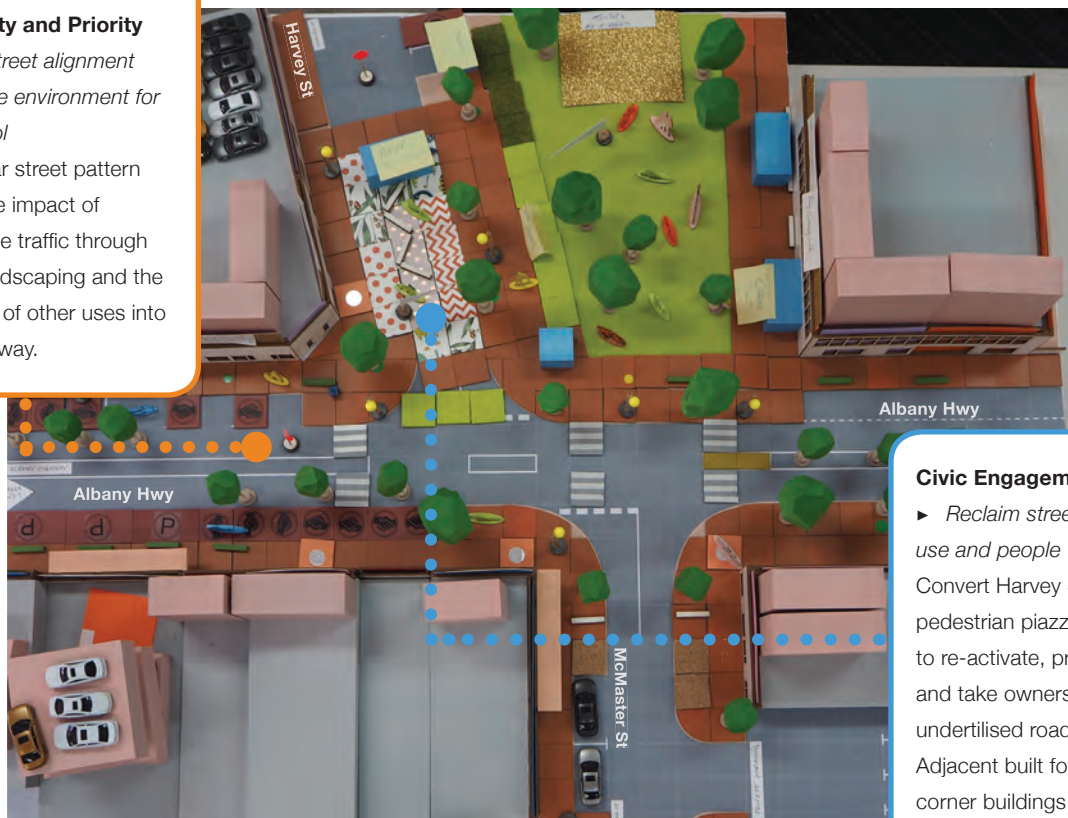 ty and Priority
treet alignment
e environment for
ol
ar street pattern
e impact of
e traffic through
dscaping and the
of other uses into
way.
Harvey St
Albany Hwy
Albany Hwy
P
P
P
McMaster St
Civic Engagem
► Reclaim stree
use and people
Convert Harvey
pedestrian piazz
to re-activate, pr
and take owners
undertilised road
Adjacent built fo
corner buildings